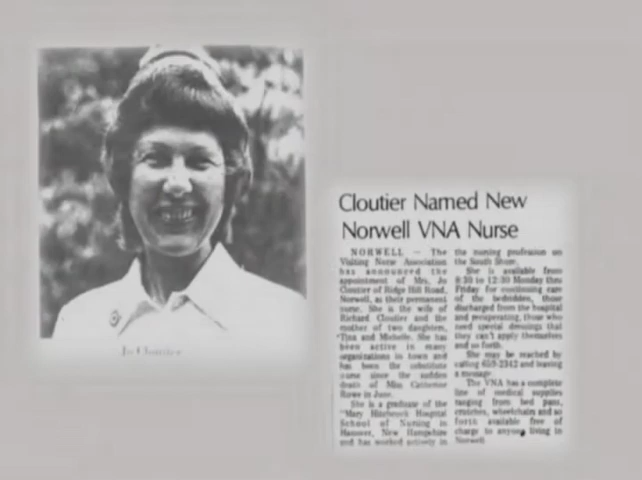 Jo Cloutier
Cloutier Named New
Norwell VNA Nurse
NORWELL — The
Visiting Nurse Association
has announced the
appointment of Mrs. Jo
Cloutier of Ridge Hill Road,
Norwell, as their permanent
nurse. She is the wife of
Richard Cloutier and the
mother of two daughters,
Tina and Michelle. She has
been active in many
organizations in town and
has been the substitute
nurse since the sudden
death of Miss Catherine
Rowe in June.
She is a graduate of the
"Mary Hitchcock Hospital
School of Nursing in
Hanover, New Hampshire
and has worked actively in
the nursing profession on
the South Shore.
She is available from
8:30 to 12:30 Monday thru
Friday for continuing care
of the bedridden, those
discharged from the hospital
and recuperating, those who
need special dressings that
they can't apply themselves
and so forth.
She may be reached by
calling 659-2342 and leaving
a message.
The VNA has a complete
line of medical supplies
ranging from bed pans,
crutches, wheelchairs and so
forth available free of
charge to anyone living in
Norwell